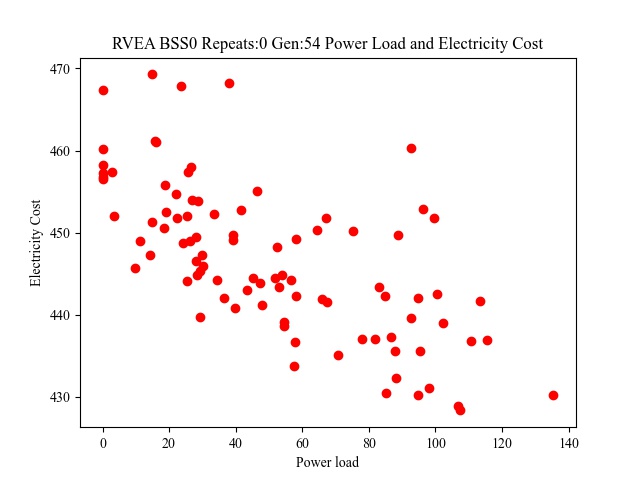 RVEA BSS0 Repeats:0 Gen:54 Power Load and Electricity Cost
470
460
450
440
430
Electricity Cost
0 20 40 60 80 100 120 140
Power load